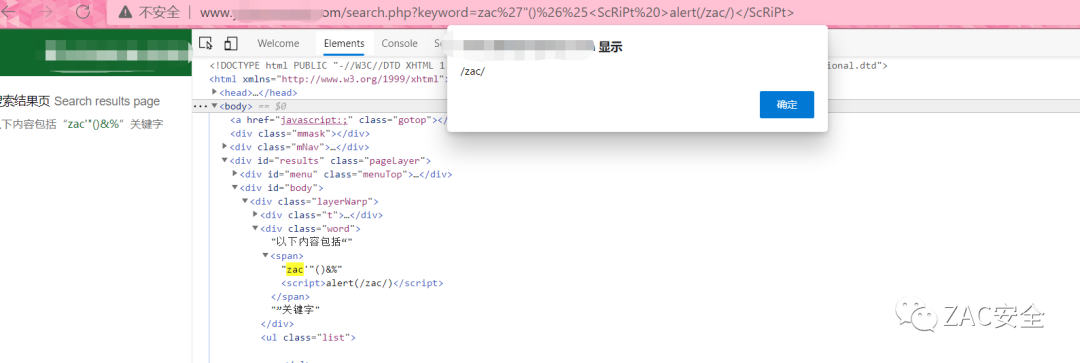 不安全 | www. .com/search.php?keyword=zac%27"()%26%25<ScRiPt%20>alert(/zac/)</ScRiPt>
显示
/zac/
确定
Welcome Elements Console
<!DOCTYPE html PUBLIC "-//W3C//DTD XHTML 1 ional.dtd">
<html xmlns="http://www.w3.org/1999/xhtml">
<head>…</head>
<body> == $0
<a href="javascript:;" class="gotop"></
<div class="mmask"></div>
<div class="mNav">…</div>
<div id="results" class="pageLayer">
<div id="menu" class="menuTop">…</div>
<div id="body">
<div class="layerWarp">
<div class="t">…</div>
<div class="word">
"以下内容包括“"
<span>
"zac'"()&%"
<script>alert(/zac/)</script>
</span>
"”关键字"
</div>
<ul class="list">
搜索结果页 Search results page
以下内容包括“zac'"()&%”关键字
ZAC安全